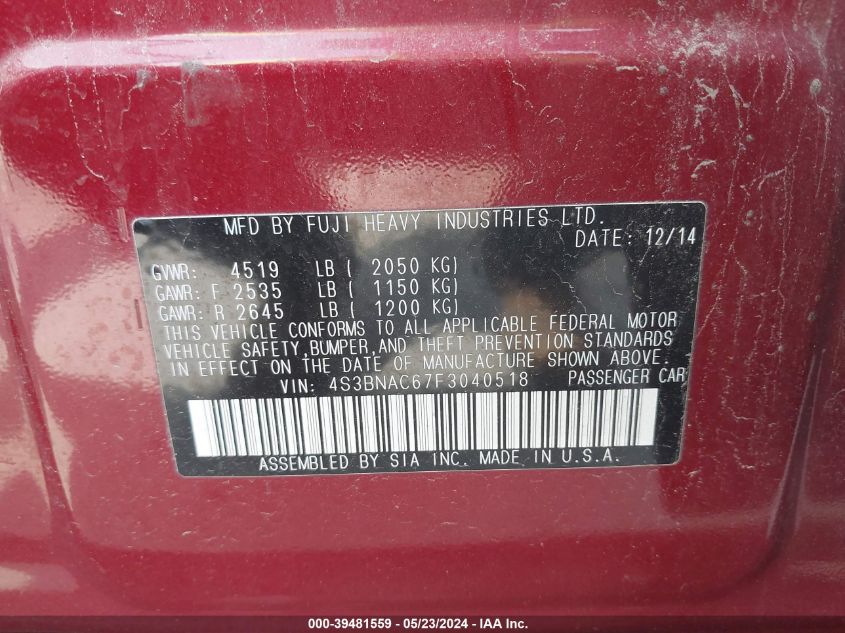 MFD BY FUJI HEAVY INDUSTRIES LTD.
DATE: 12/14
GVWR: 4519 LB ( 2050 KG)
GAWR: F 2535 LB ( 1150 KG)
GAWR: R 2645 LB ( 1200 KG)
THIS VEHICLE CONFORMS TO ALL APPLICABLE FEDERAL MOTOR
VEHICLE SAFETY,BUMPER,AND THEFT PREVENTION STANDARDS
IN EFFECT ON THE DATE OF MANUFACTURE SHOWN ABOVE.
VIN: 4S3BNAC67F3040518 PASSENGER CAR
ASSEMBLED BY SIA INC. MADE IN U.S.A.
000-39481559 - 05/23/2024 - IAA Inc.